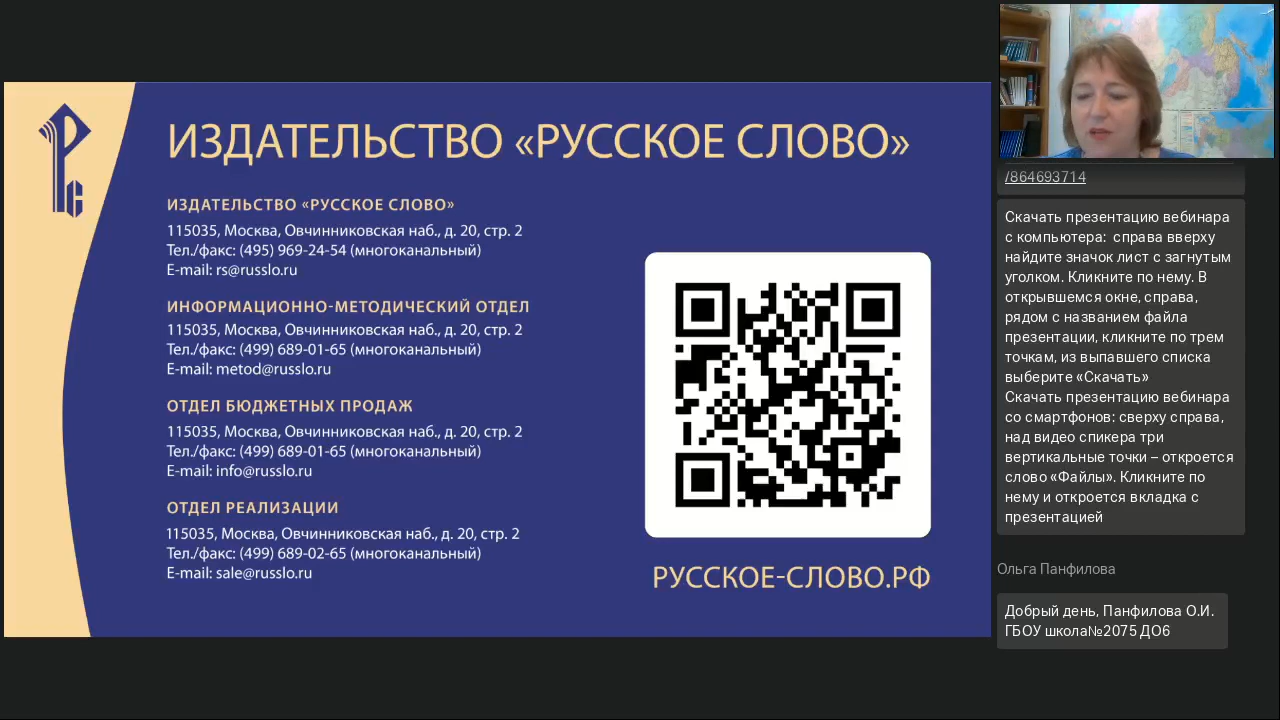 ИЗДАТЕЛЬСТВО «РУССКОЕ СЛОВО»
ИЗДАТЕЛЬСТВО «РУССКОЕ СЛОВО»
115035, Москва, Овчинниковская наб., д. 20, стр. 2
Тел./факс: (495) 969-24-54 (многоканальный)
E-mail: rs@russlo.ru
ИНФОРМАЦИОННО-МЕТОДИЧЕСКИЙ ОТДЕЛ
115035, Москва, Овчинниковская наб., д. 20, стр. 2
Тел./факс: (499) 689-01-65 (многоканальный)
E-mail: metod@russlo.ru
ОТДЕЛ БЮДЖЕТНЫХ ПРОДАЖ
115035, Москва, Овчинниковская наб., д. 20, стр. 2
Тел./факс: (499) 689-01-65 (многоканальный)
E-mail: info@russlo.ru
ОТДЕЛ РЕАЛИЗАЦИИ
115035, Москва, Овчинниковская наб., д. 20, стр. 2
Тел./факс: (499) 689-02-65 (многоканальный)
E-mail: sale@russlo.ru
РУССКОЕ-СЛОВО.РФ
/864693714
Скачать презентацию вебинара
с компьютера: справа вверху
найдите значок лист с загнутым
уголком. Кликните по нему. В
открывшемся окне, справа,
рядом с названием файла
презентации, кликните по трем
точкам, из выпавшего списка
выберите «Скачать»
Скачать презентацию вебинара
со смартфонов: сверху справа,
над видео спикера три
вертикальные точки – откроется
слово «Файлы». Кликните по
нему и откроется вкладка с
презентацией
Ольга Панфилова
Добрый день, Панфилова О.И.
ГБОУ школа№2075 ДО6